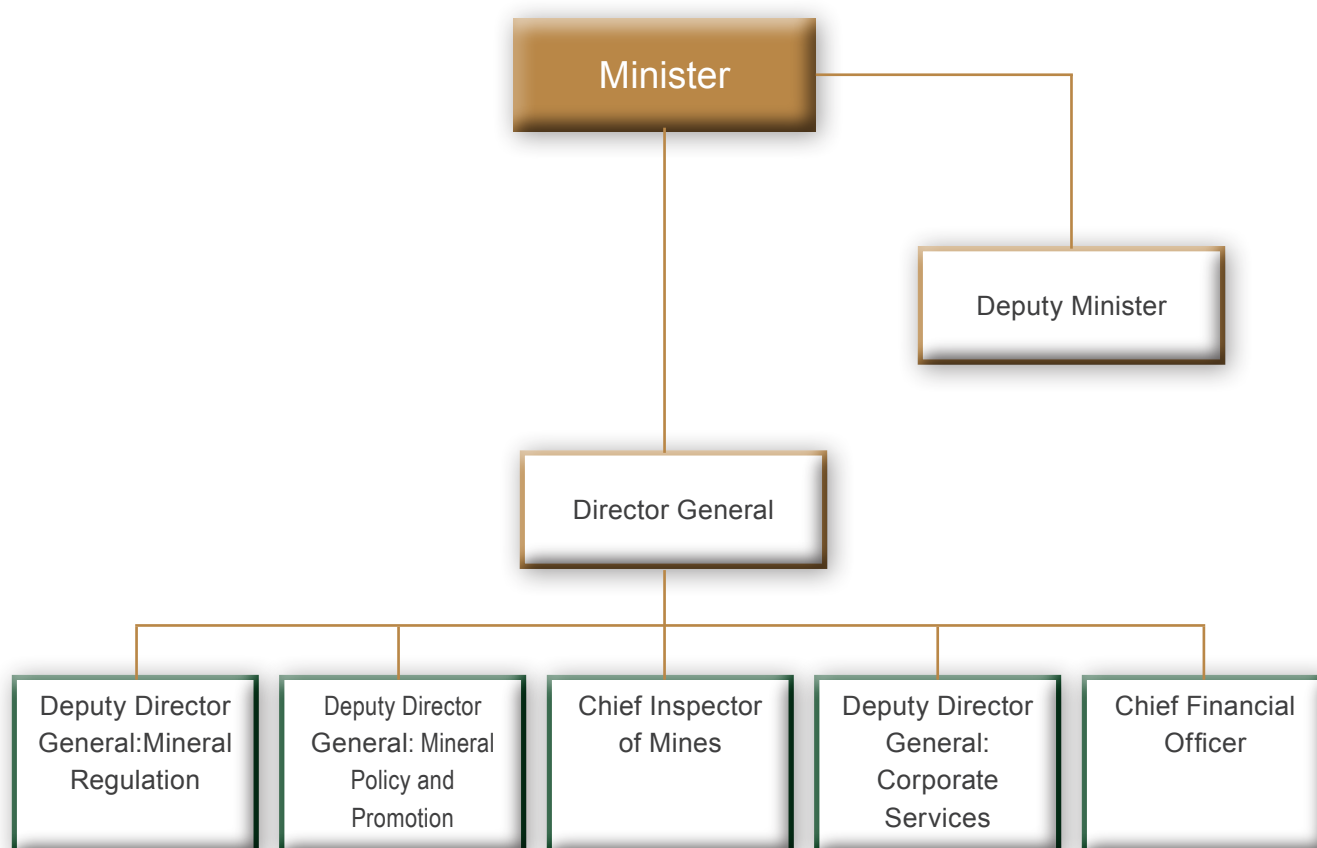 Minister
Deputy Minister
Director General
Deputy Director
General:Mineral
Regulation
Deputy Director
General: Mineral
Policy and
Promotion
Chief Inspector
of Mines
Deputy Director
General:
Corporate
Services
Chief Financial
Officer